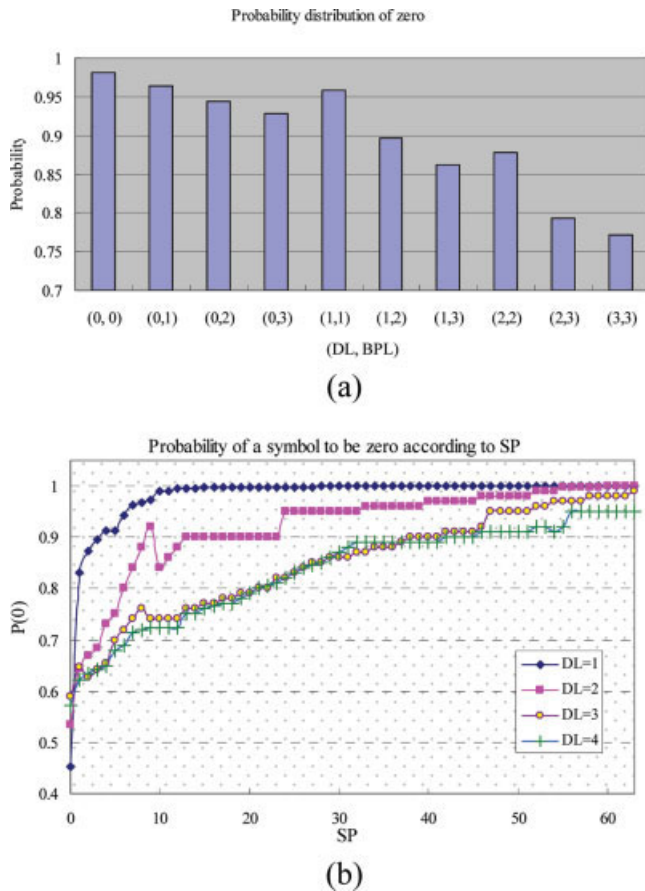 Probability distribution of zero
1
0.95
0.9
0.85
0.8
0.75
0.7
Probability
(0, 0) (0,1) (0,2) (0,3) (1,1) (1,2) (1,3) (2,2) (2,3) (3,3)
(DL, BPL)
(a)
Probability of a symbol to be zero according to SP
1
0.9
0.8
0.7
0.6
0.5
0.4
P(0)
DL=1
DL=2
DL=3
DL=4
0 10 20 30 40 50 60
SP
(b)